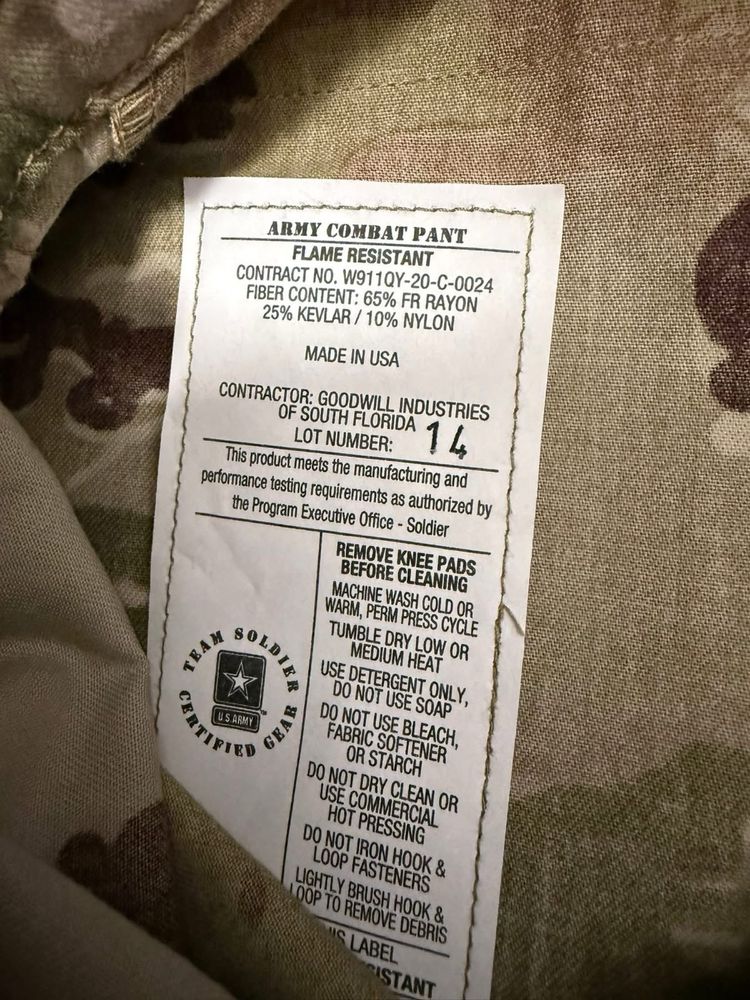 ARMY COMBAT PANT
FLAME RESISTANT
CONTRACT NO. W911QY-20-C-0024
FIBER CONTENT: 65% FR RAYON
25% KEVLAR / 10% NYLON
MADE IN USA
CONTRACTOR: GOODWILL INDUSTRIES
OF SOUTH FLORIDA
LOT NUMBER: 14
This product meets the manufacturing and
performance testing requirements as authorized by
the Program Executive Office - Soldier
TEAM SOLDIER
U.S.ARMY
CERTIFIED GEAR
REMOVE KNEE PADS
BEFORE CLEANING
MACHINE WASH COLD OR
WARM, PERM PRESS CYCLE
TUMBLE DRY LOW OR
MEDIUM HEAT
USE DETERGENT ONLY,
DO NOT USE SOAP
DO NOT USE BLEACH,
FABRIC SOFTENER
OR STARCH
DO NOT DRY CLEAN OR
USE COMMERCIAL
HOT PRESSING
DO NOT IRON HOOK &
LOOP FASTENERS
LIGHTLY BRUSH HOOK &
LOOP TO REMOVE DEBRIS
LABEL